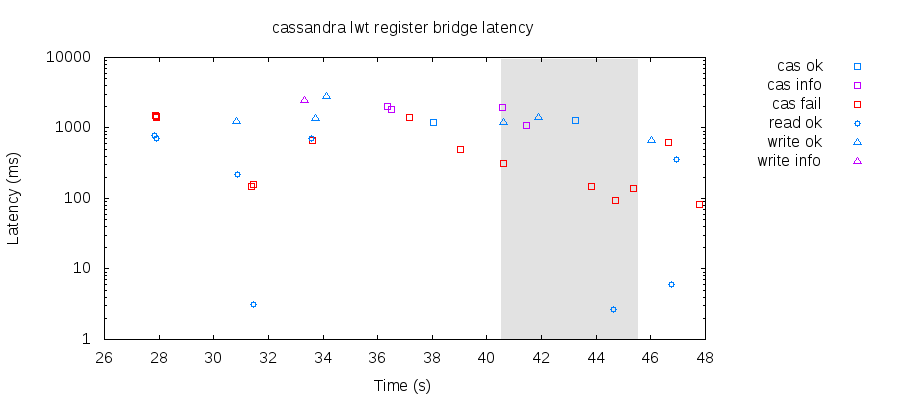 cassandra lwt register bridge latency
10000
1000
100
10
1
Latency (ms)
26 28 30 32 34 36 38 40 42 44 46 48
Time (s)
cas ok
cas info
cas fail
read ok
write ok
write info